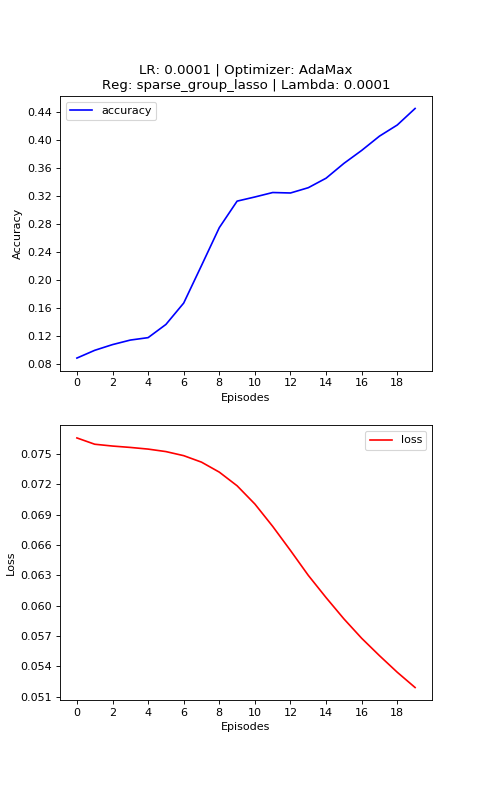 LR: 0.0001 | Optimizer: AdaMax
Reg: sparse_group_lasso | Lambda: 0.0001
accuracy
0.44
0.40
0.36
0.32
0.28
0.24
0.20
0.16
0.12
0.08
Accuracy
0 2 4 6 8 10 12 14 16 18
Episodes
loss
0.075
0.072
0.069
0.066
0.063
0.060
0.057
0.054
0.051
Loss
0 2 4 6 8 10 12 14 16 18
Episodes